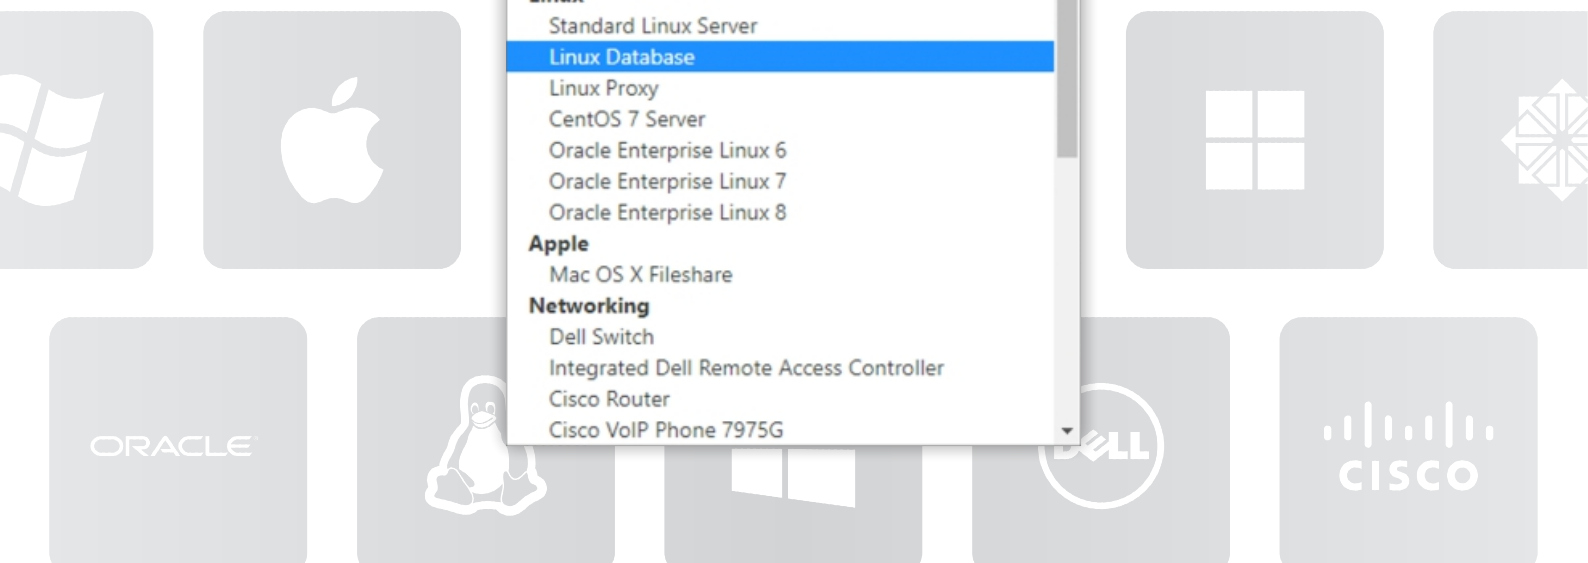 Linux
Standard Linux Server
Linux Database
Linux Proxy
CentOS 7 Server
Oracle Enterprise Linux 6
Oracle Enterprise Linux 7
Oracle Enterprise Linux 8
Apple
Mac OS X Fileshare
Networking
Dell Switch
Integrated Dell Remote Access Controller
Cisco Router
Cisco VoIP Phone 7975G
ORACLE
DELL
CISCO